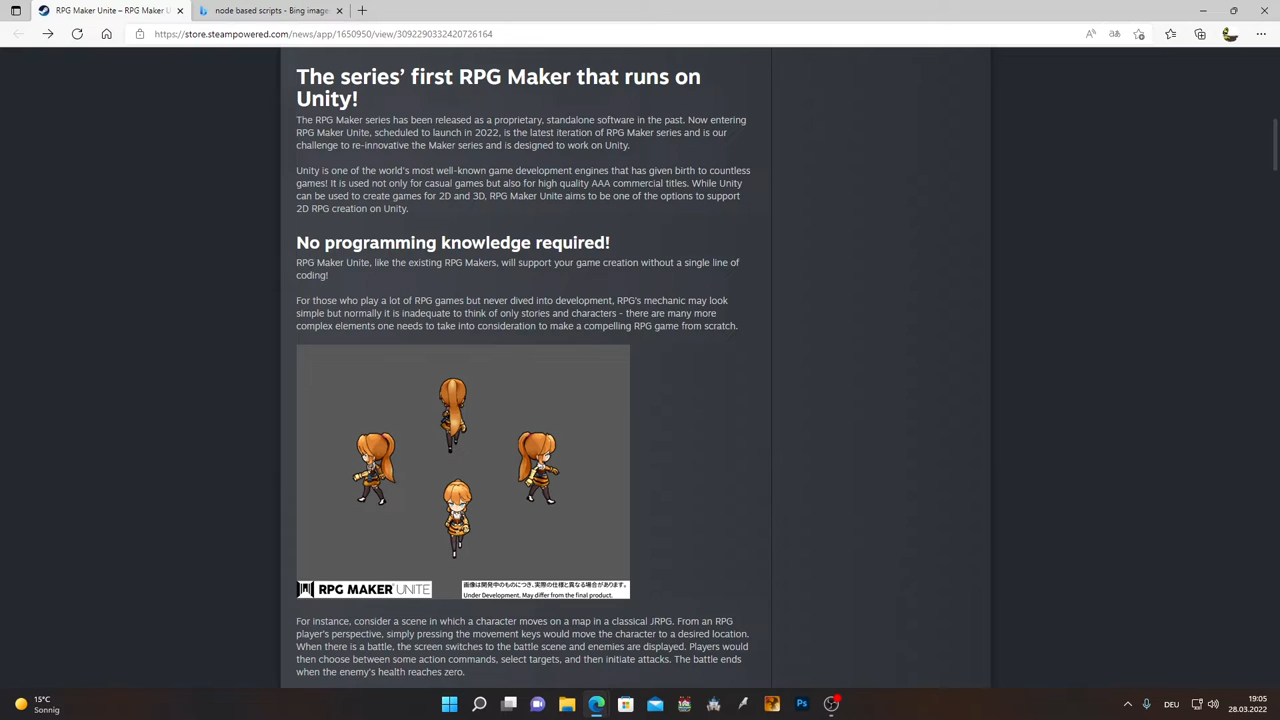 RPG Maker Unite – RPG Maker U
node based scripts - Bing image
https://store.steampowered.com/news/app/1650950/view/3092290332420726164
The series’ first RPG Maker that runs on
Unity!
The RPG Maker series has been released as a proprietary, standalone software in the past. Now entering
RPG Maker Unite, scheduled to launch in 2022, is the latest iteration of RPG Maker series and is our
challenge to re-innovative the Maker series and is designed to work on Unity.
Unity is one of the world's most well-known game development engines that has given birth to countless
games! It is used not only for casual games but also for high quality AAA commercial titles. While Unity
can be used to create games for 2D and 3D, RPG Maker Unite aims to be one of the options to support
2D RPG creation on Unity.
No programming knowledge required!
RPG Maker Unite, like the existing RPG Makers, will support your game creation without a single line of
coding!
For those who play a lot of RPG games but never dived into development, RPG's mechanic may look
simple but normally it is inadequate to think of only stories and characters - there are many more
complex elements one needs to take into consideration to make a compelling RPG game from scratch.
RPG MAKER UNITE
画像は開発中のものにつき、実際の仕様と異なる場合があります。
Under Development, May differ from the final product.
For instance, consider a scene in which a character moves on a map in a classical JRPG. From an RPG
player's perspective, simply pressing the movement keys would move the character to a desired location.
When there is a battle, the screen switches to the battle scene and enemies are displayed. Players would
then choose between some action commands, select targets, and then initiate attacks. The battle ends
when the enemy's health reaches zero.
15°C
Sonnig
DEU
19:05
28.03.2022